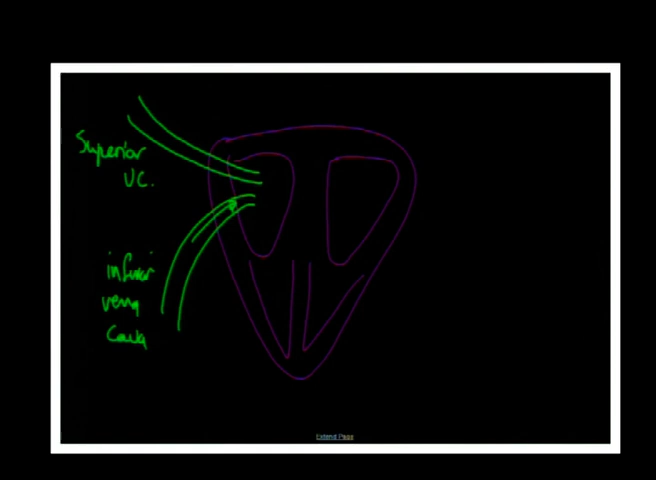 Superior
VC.
inferior
vena
Cava
Extend Page